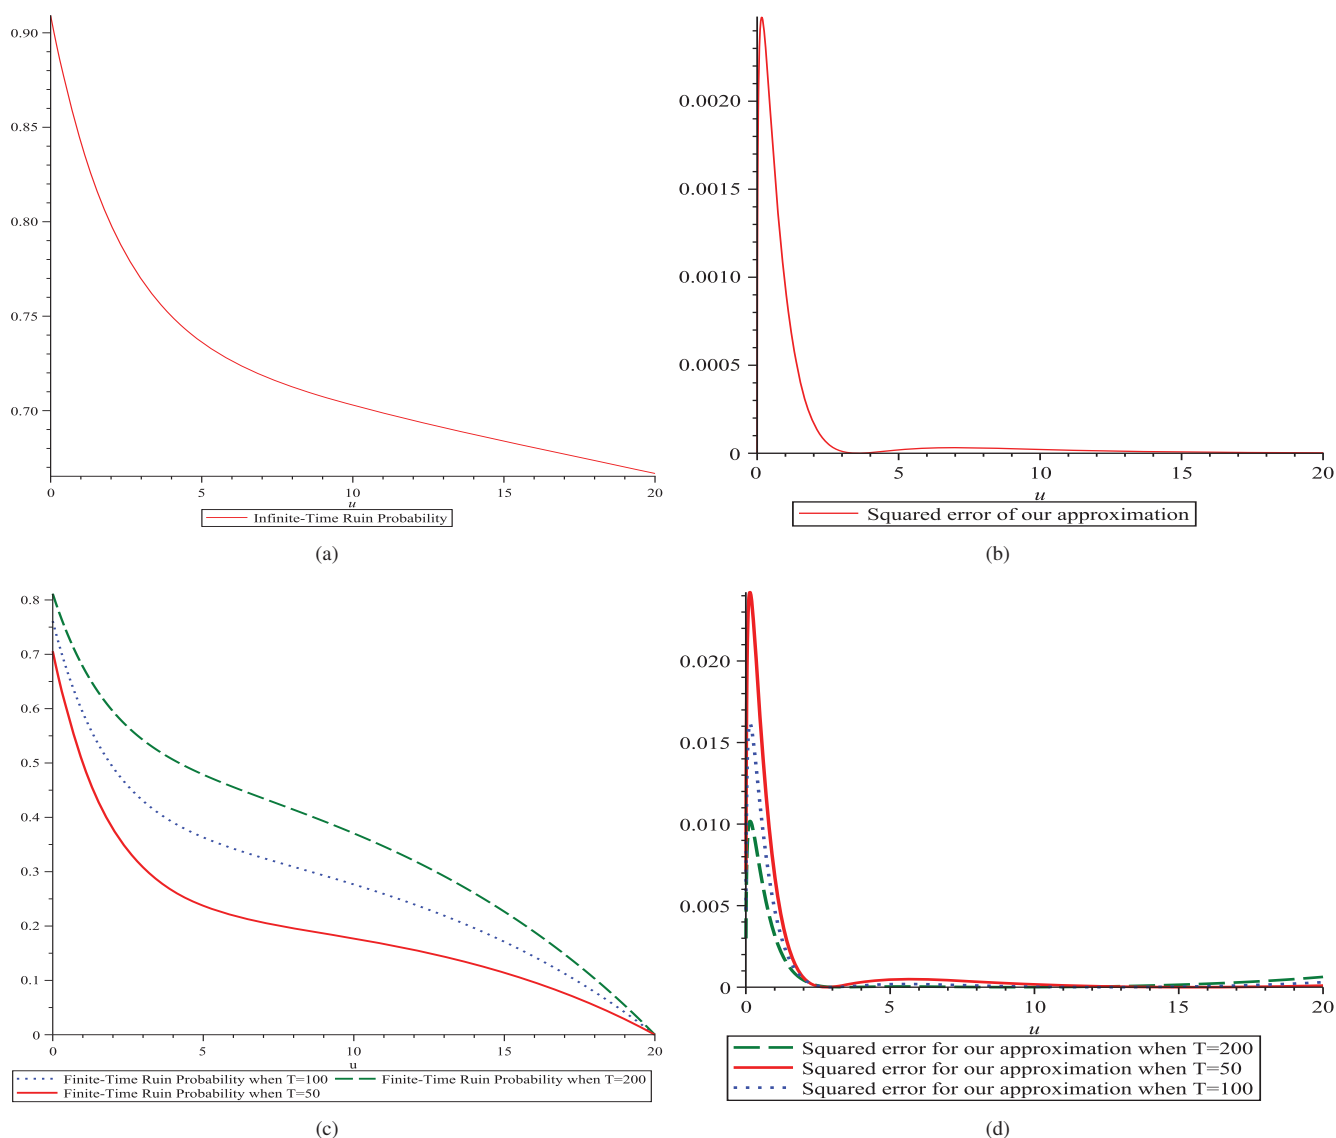 0.90
0.85
0.80
0.75
0.70
0 5 10 15 20
u
Infinite-Time Ruin Probability
(a)
0.0020
0.0015
0.0010
0.0005
0
0 5 10 15 20
u
Squared error of our approximation
(b)
0.8
0.7
0.6
0.5
0.4
0.3
0.2
0.1
0
0 5 10 15 20
u
Finite-Time Ruin Probability when T=100 Finite-Time Ruin Probability when T=200
Finite-Time Ruin Probability when T=50
(c)
0.020
0.015
0.010
0.005
0
0 5 10 15 20
u
Squared error for our approximation when T=200
Squared error for our approximation when T=50
Squared error for our approximation when T=100
(d)